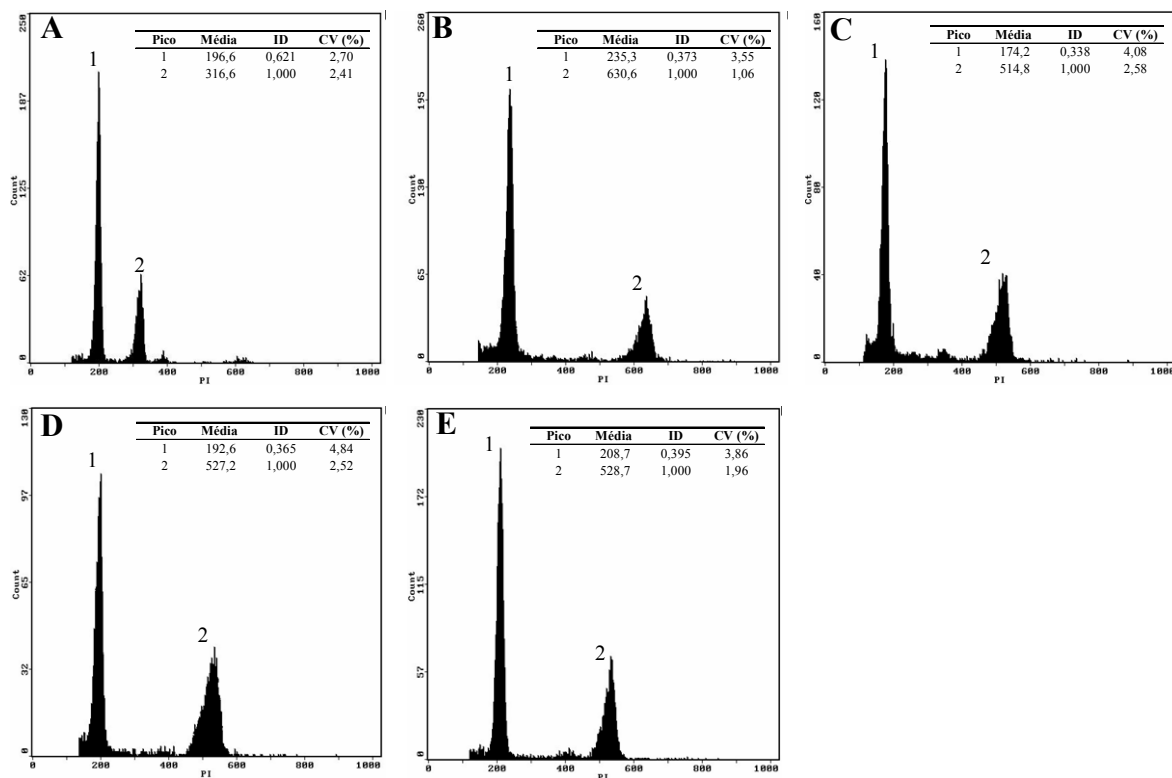 A
Pico Média ID CV (%)
1 196,6 0,621 2,70
2 316,6 1,000 2,41
1
2
250
187
125
62
0
Count
0 200 400 600 800 1000
PI
B
Pico Média ID CV (%)
1 235,3 0,373 3,55
2 630,6 1,000 1,06
1
2
260
195
130
65
0
Count
0 200 400 600 800 1000
PI
C
Pico Média ID CV (%)
1 174,2 0,338 4,08
2 514,8 1,000 2,58
1
2
160
120
80
40
0
Count
0 200 400 600 800 1000
PI
D
Pico Média ID CV (%)
1 192,6 0,365 4,84
2 527,2 1,000 2,52
1
2
130
97
65
32
0
Count
0 200 400 600 800 1000
PI
E
Pico Média ID CV (%)
1 208,7 0,395 3,86
2 528,7 1,000 1,96
1
2
230
172
115
57
0
Count
0 200 400 600 800 1000
PI